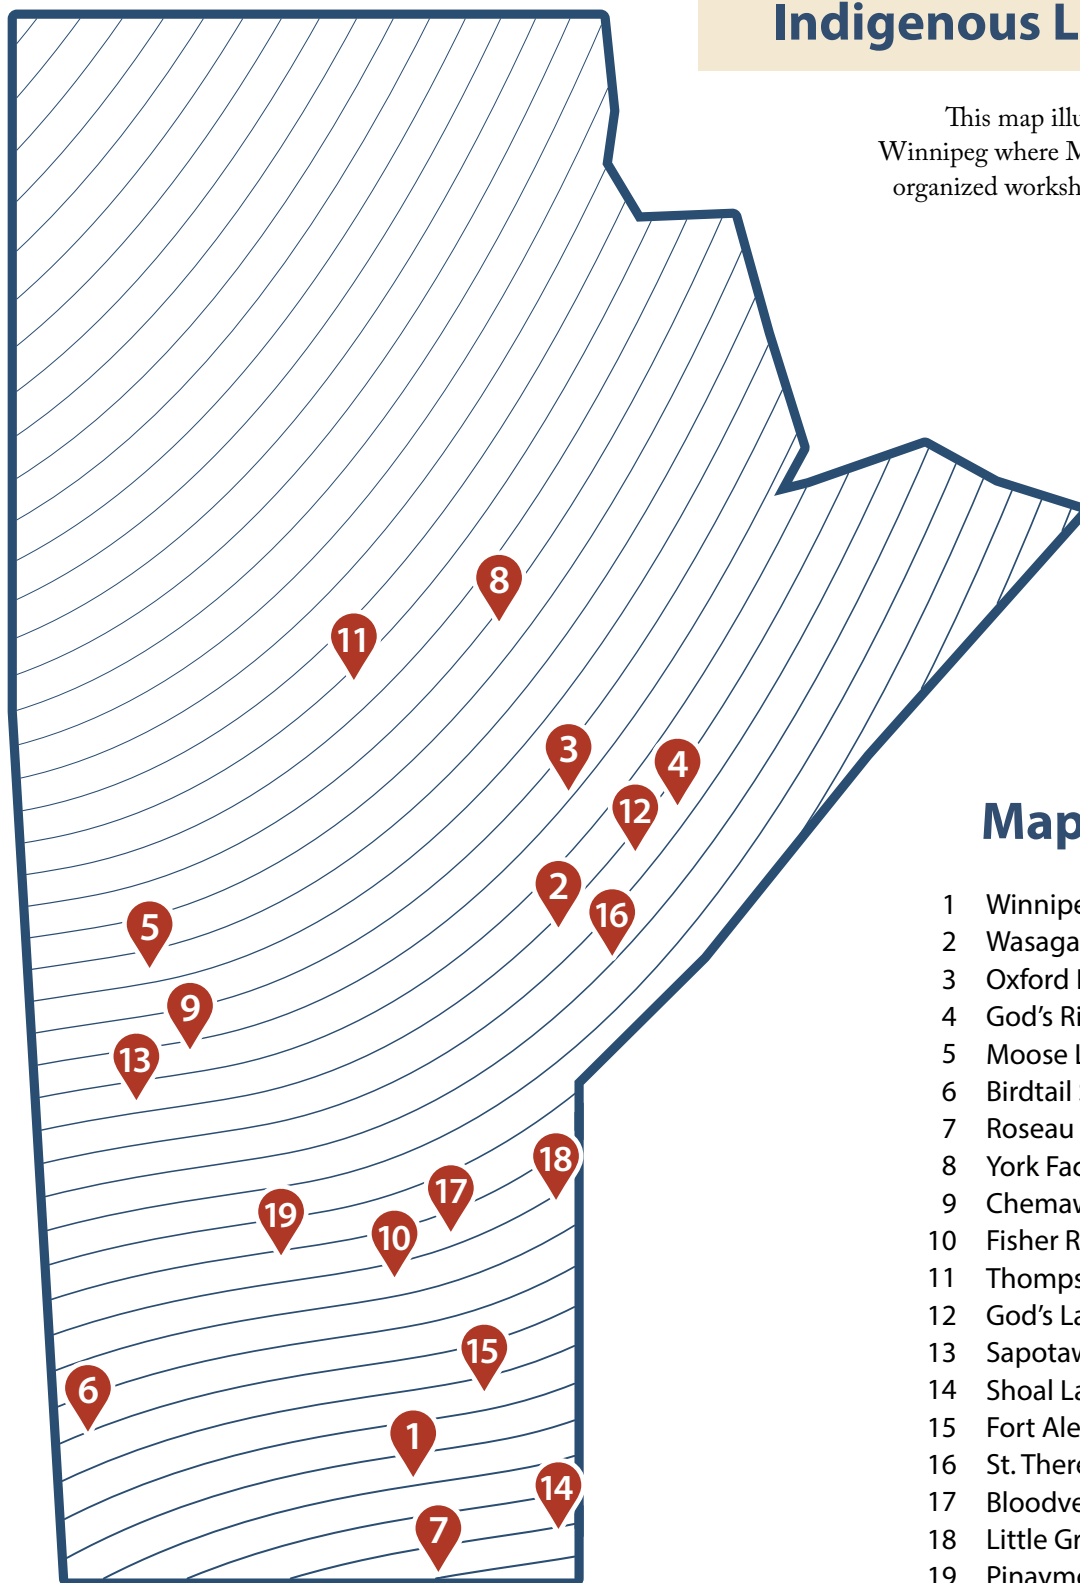 Indigenous L
This map illu
Winnipeg where M
organized worksh
8
11
3
4
12
2
16
5
9
13
18
17
19
10
15
6
1
14
7
Map
1 Winnipe
2 Wasaga
3 Oxford
4 God's Ri
5 Moose L
6 Birdtail
7 Roseau
8 York Fac
9 Chemaw
10 Fisher R
11 Thomps
12 God's La
13 Sapotaw
14 Shoal La
15 Fort Ale
16 St. There
17 Bloodve
18 Little Gr
19 Pinayme